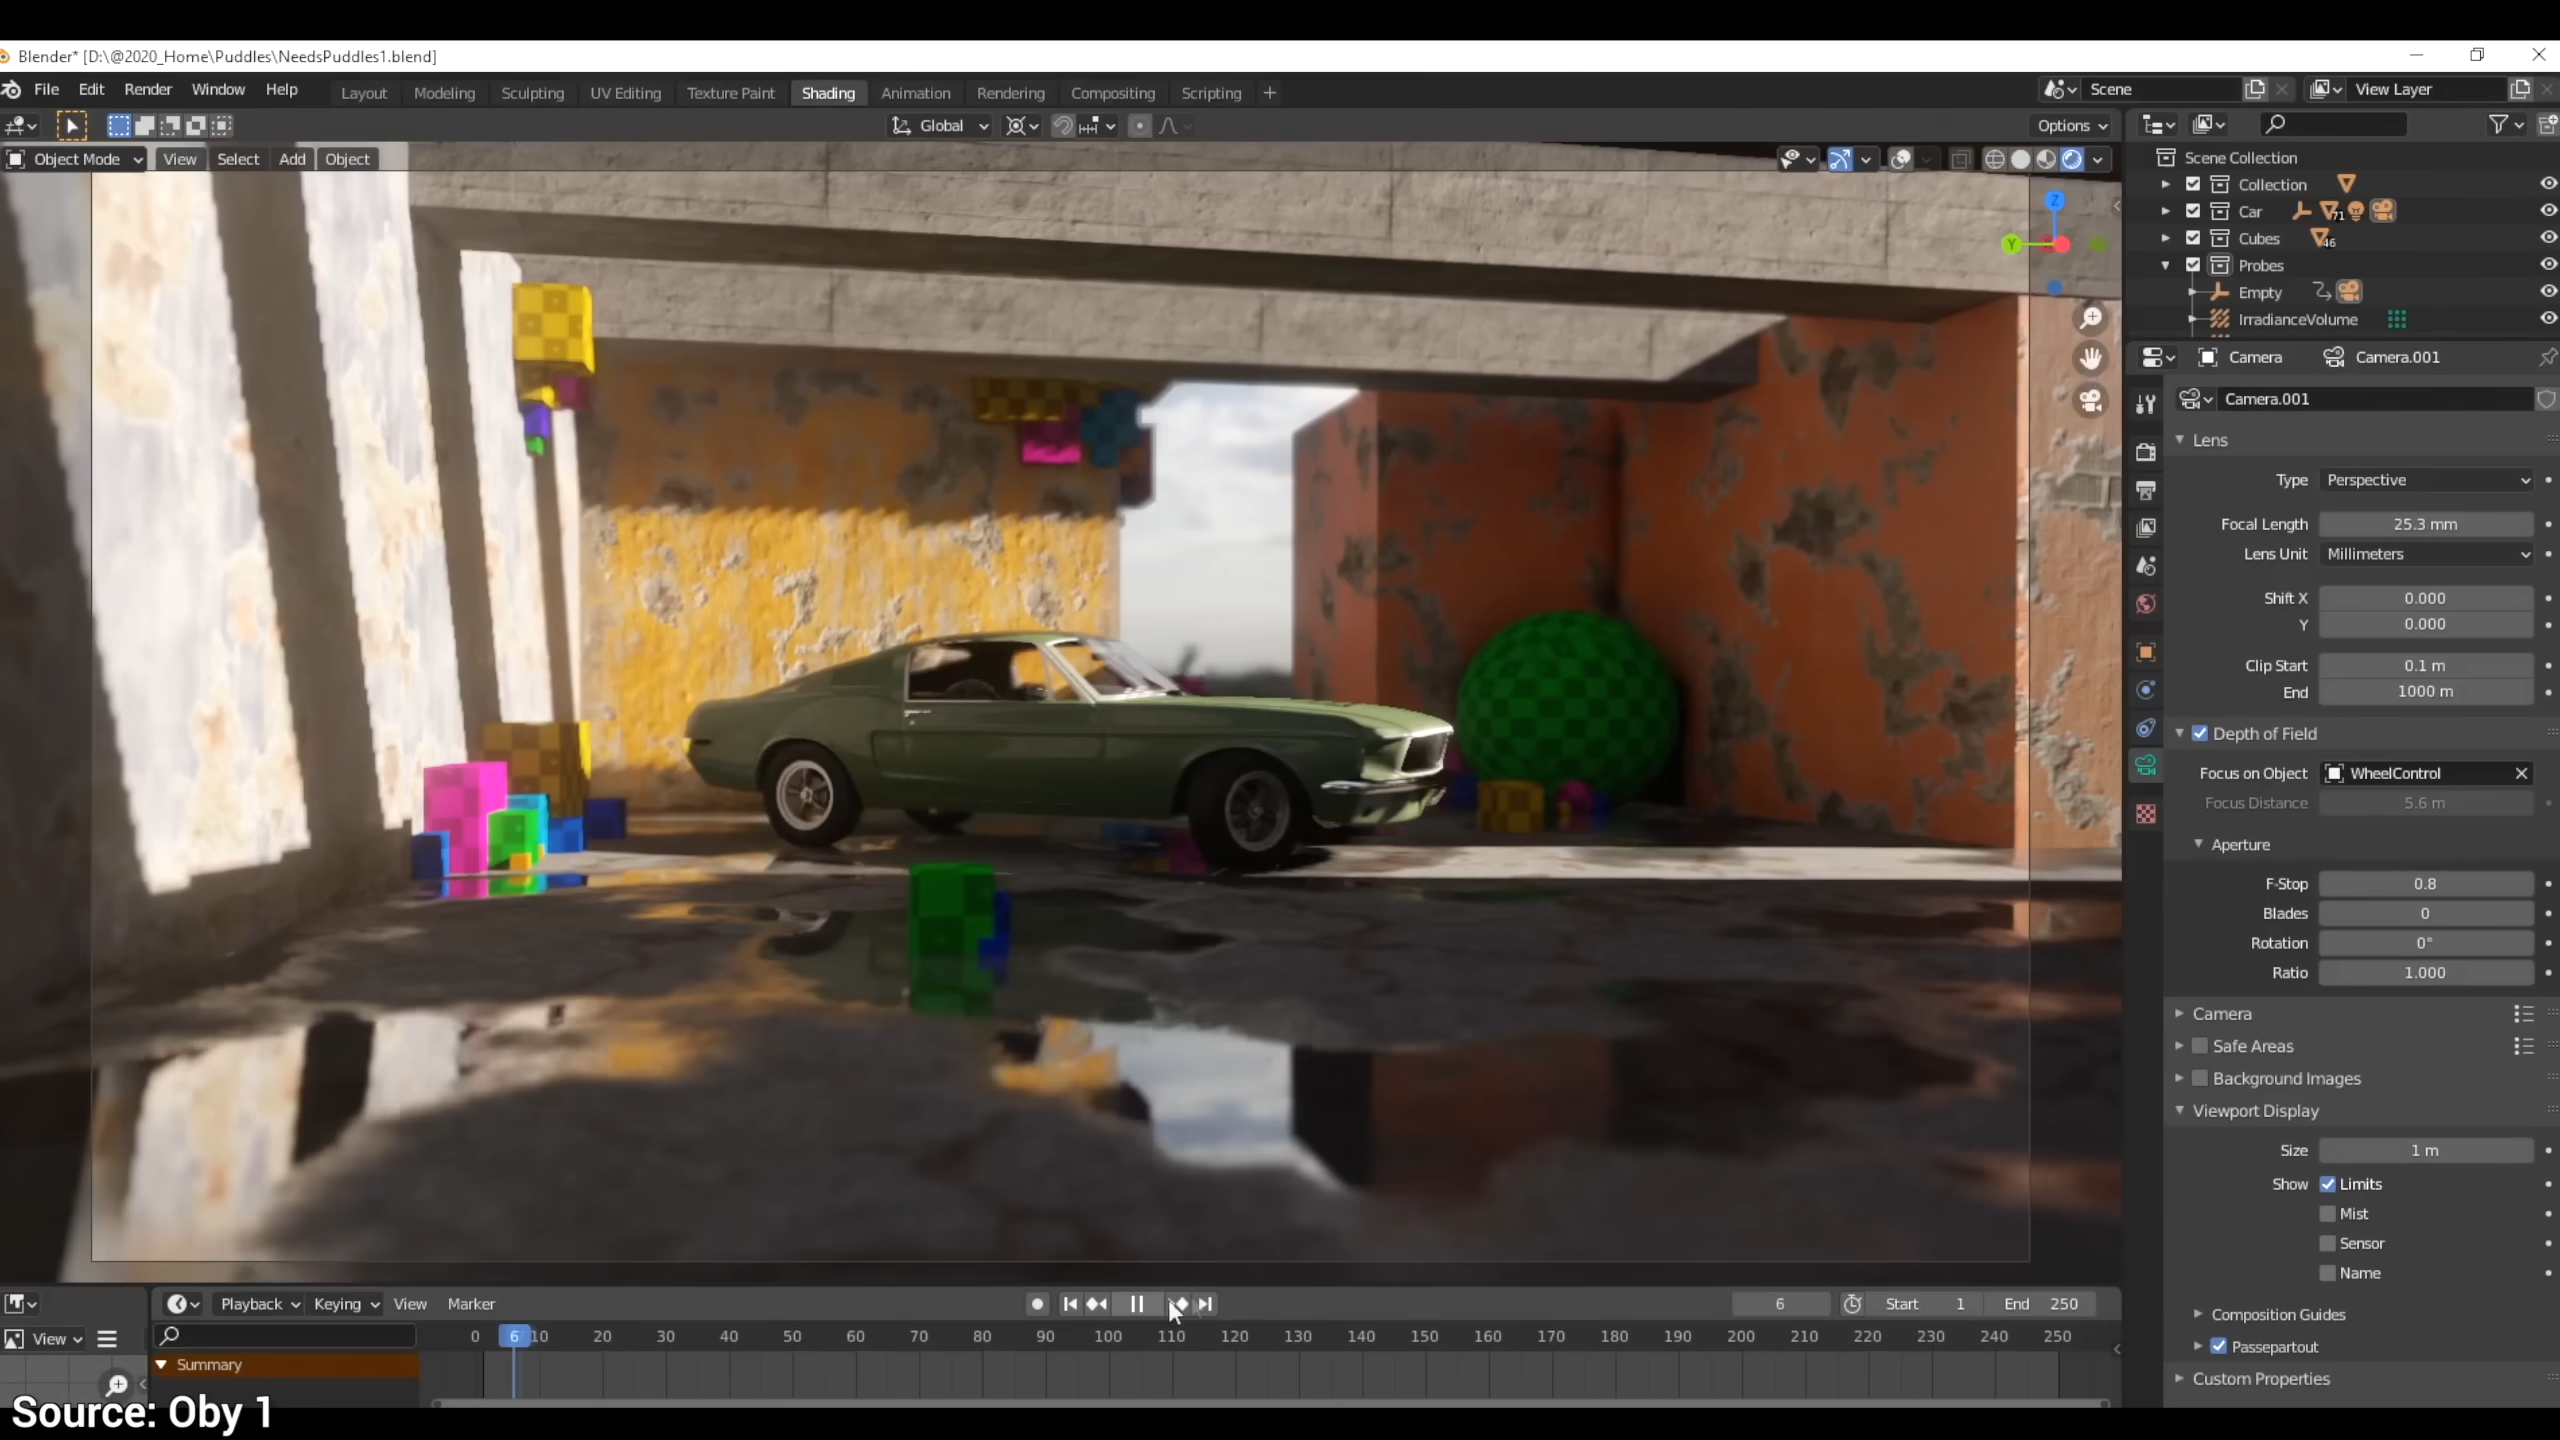 Blender* [D:\@2020_Home\Puddles\NeedsPuddles1.blend]
File Edit Render Window Help Layout Modeling Sculpting UV Editing Texture Paint Shading Animation Rendering Compositing Scripting + Scene View Layer
Global Options
Object Mode View Select Add Object
Scene Collection
Collection
Car 71
Cubes 46
Probes
Empty
IrradianceVolume
Z
Y
Camera Camera.001
Camera.001
Lens
Type Perspective
Focal Length 25.3 mm
Lens Unit Millimeters
Shift X 0.000
Y 0.000
Clip Start 0.1 m
End 1000 m
Depth of Field
Focus on Object WheelControl
Focus Distance 5.6 m
Aperture
F-Stop 0.8
Blades 0
Rotation 0°
Ratio 1.000
Camera
Safe Areas
Background Images
Viewport Display
Size 1 m
Show Limits
Mist
Sensor
Name
Composition Guides
Passepartout
Custom Properties
Playback Keying View Marker 6 Start 1 End 250
View 0 6 10 20 30 40 50 60 70 80 90 100 110 120 130 140 150 160 170 180 190 200 210 220 230 240 250
Summary
Source: Oby 1